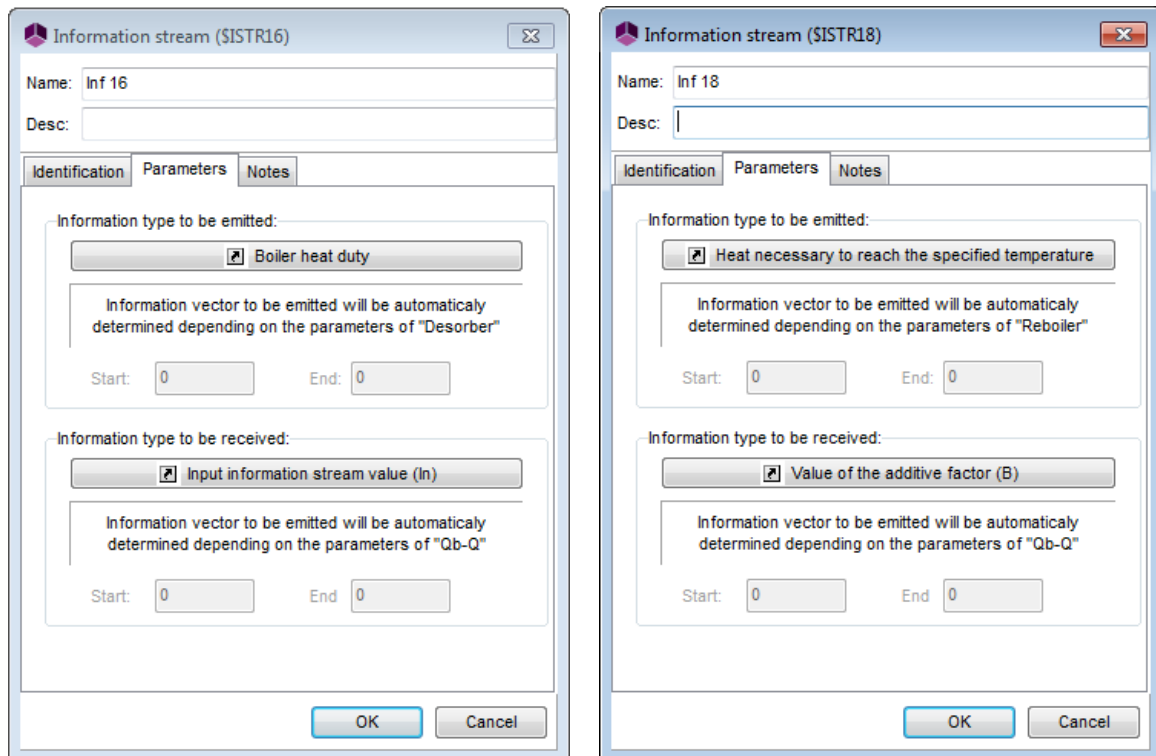 Information stream ($ISTR16)
Name: Inf 16
Desc:
Identification Parameters Notes
Information type to be emitted:
Boiler heat duty
Information vector to be emitted will be automaticaly
determined depending on the parameters of "Desorber"
Start: 0 End: 0
Information type to be received:
Input information stream value (In)
Information vector to be emitted will be automaticaly
determined depending on the parameters of "Qb-Q"
Start: 0 End 0
OK Cancel
Information stream ($ISTR18)
Name: Inf 18
Desc:
Identification Parameters Notes
Information type to be emitted:
Heat necessary to reach the specified temperature
Information vector to be emitted will be automaticaly
determined depending on the parameters of "Reboiler"
Start: 0 End: 0
Information type to be received:
Value of the additive factor (B)
Information vector to be emitted will be automaticaly
determined depending on the parameters of "Qb-Q"
Start: 0 End 0
OK Cancel